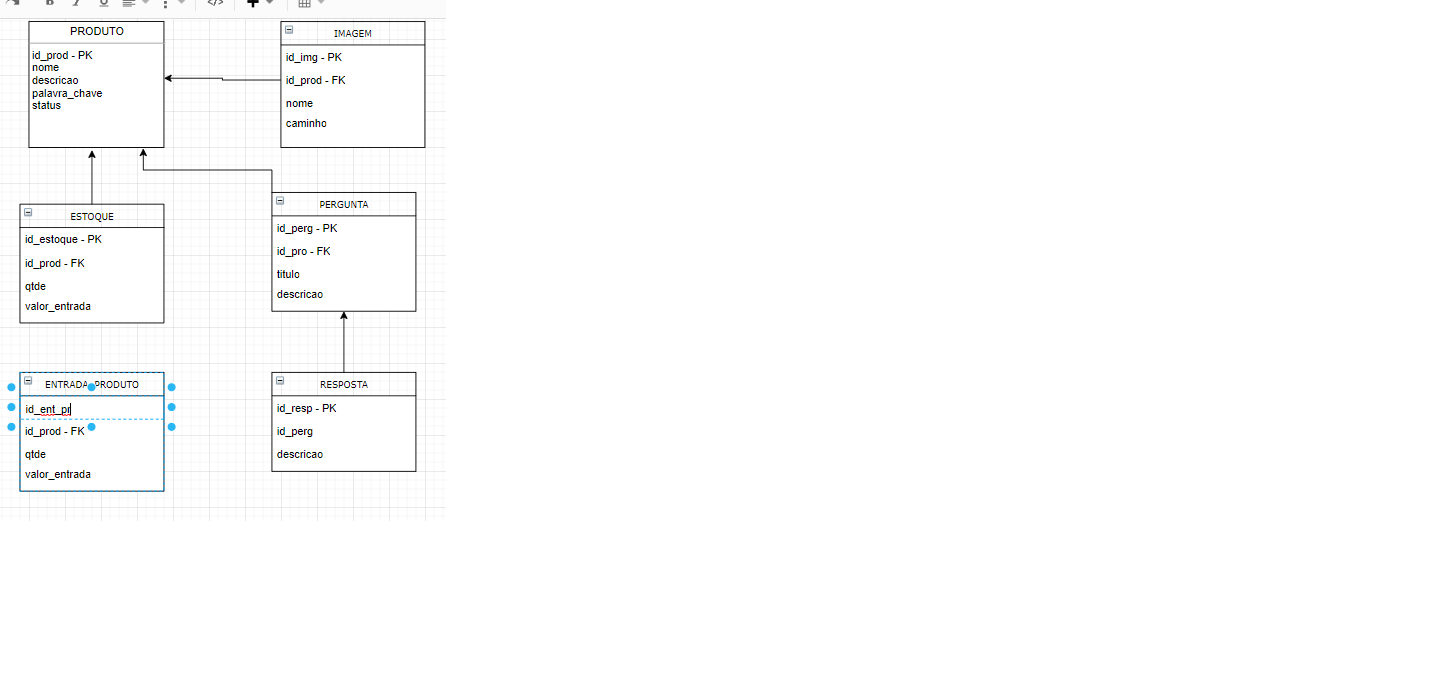 PRODUTO
id_prod - PK
nome
descricao
palavra_chave
status
IMAGEM
id_img - PK
id_prod - FK
nome
caminho
ESTOQUE
id_estoque - PK
id_prod - FK
qtde
valor_entrada
PERGUNTA
id_perg - PK
id_pro - FK
titulo
descricao
ENTRADA_PRODUTO
id_ent_pr
id_prod - FK
qtde
valor_entrada
RESPOSTA
id_resp - PK
id_perg
descricao